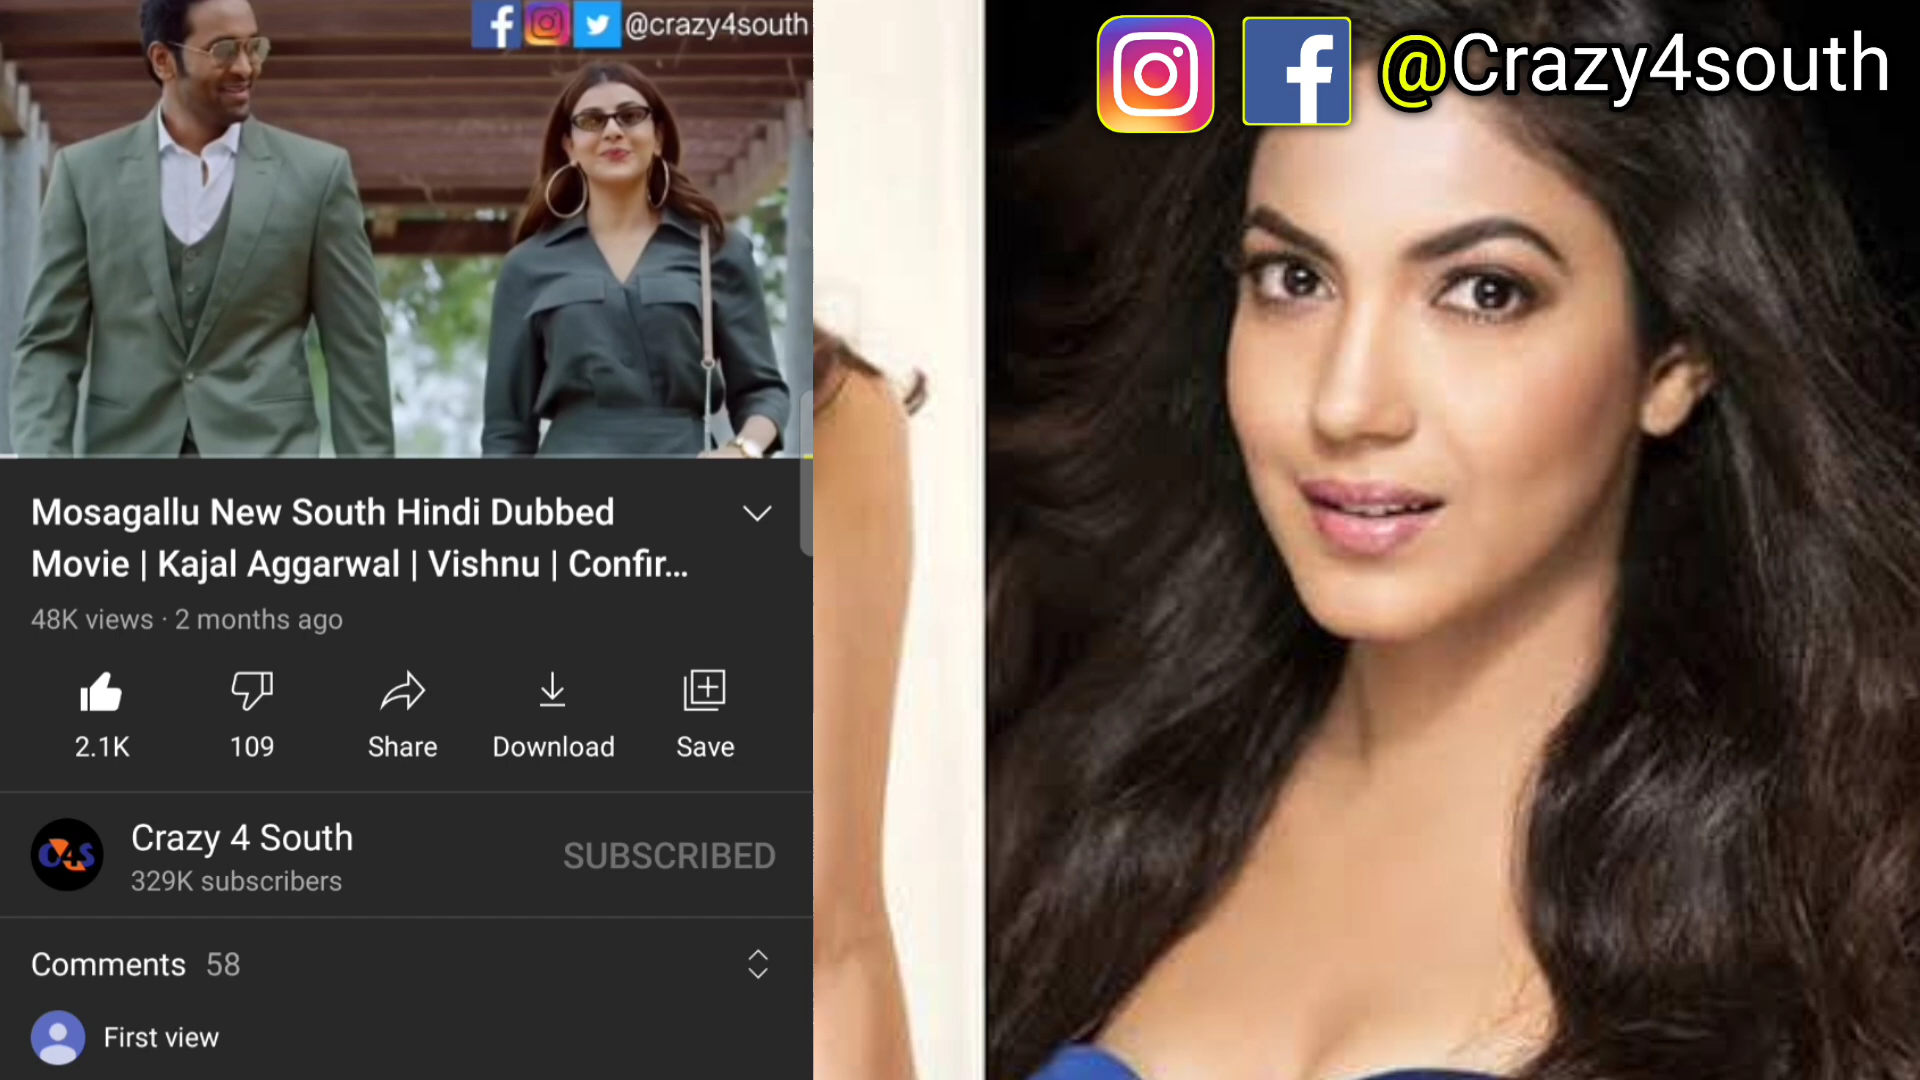 @crazy4south
@Crazy4south
Mosagallu New South Hindi Dubbed
Movie | Kajal Aggarwal | Vishnu | Confir...
48K views · 2 months ago
2.1K
109
Share
Download
Save
C4S
Crazy 4 South
329K subscribers
SUBSCRIBED
Comments 58
First view